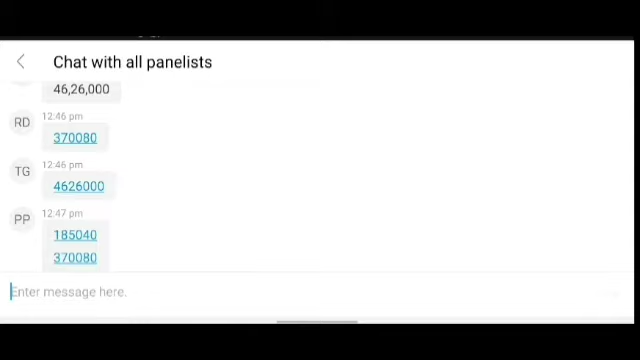 Chat with all panelists
46,26,000
RD
12:46 pm
370080
TG
12:46 pm
4626000
PP
12:47 pm
185040
370080
Enter message here.